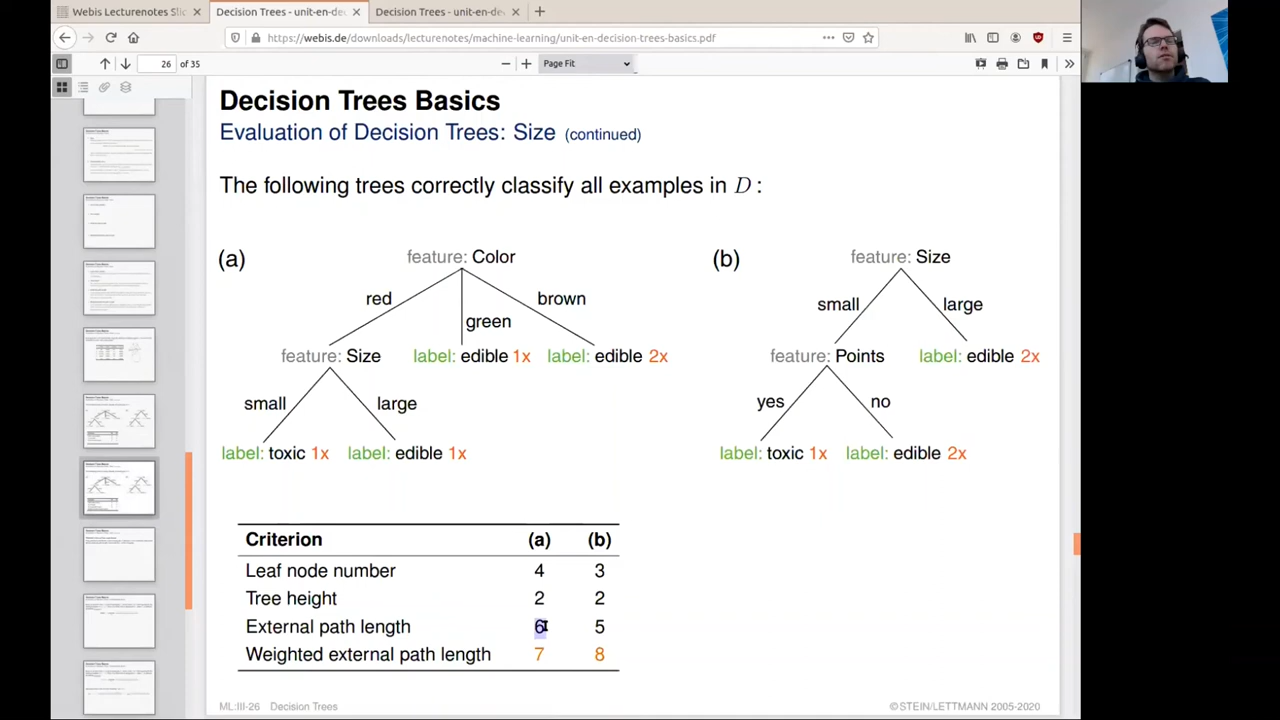 Webis Lecturenotes Slic
Decision Trees - unit-en-dec
Decision Trees - unit-en-de
https://webis.de/downloads/lecturenotes/machine-learning/unit-en-decision-trees-basics.pdf
26 of 35
Page Fit
Decision Trees Basics
Evaluation of Decision Trees: Size (continued)
The following trees correctly classify all examples in D :
(a)
feature: Color
red
green
brown
feature: Size
label: edible 1x
label: edible 2x
small
large
label: toxic 1x
label: edible 1x
(b)
feature: Size
small
large
feature: Points
label: edible 2x
yes
no
label: toxic 1x
label: edible 2x
Criterion (a) (b)
Leaf node number 4 3
Tree height 2 2
External path length 6 5
Weighted external path length 7 8
ML:III-26 Decision Trees
©STEIN/LETTMANN 2005-2020